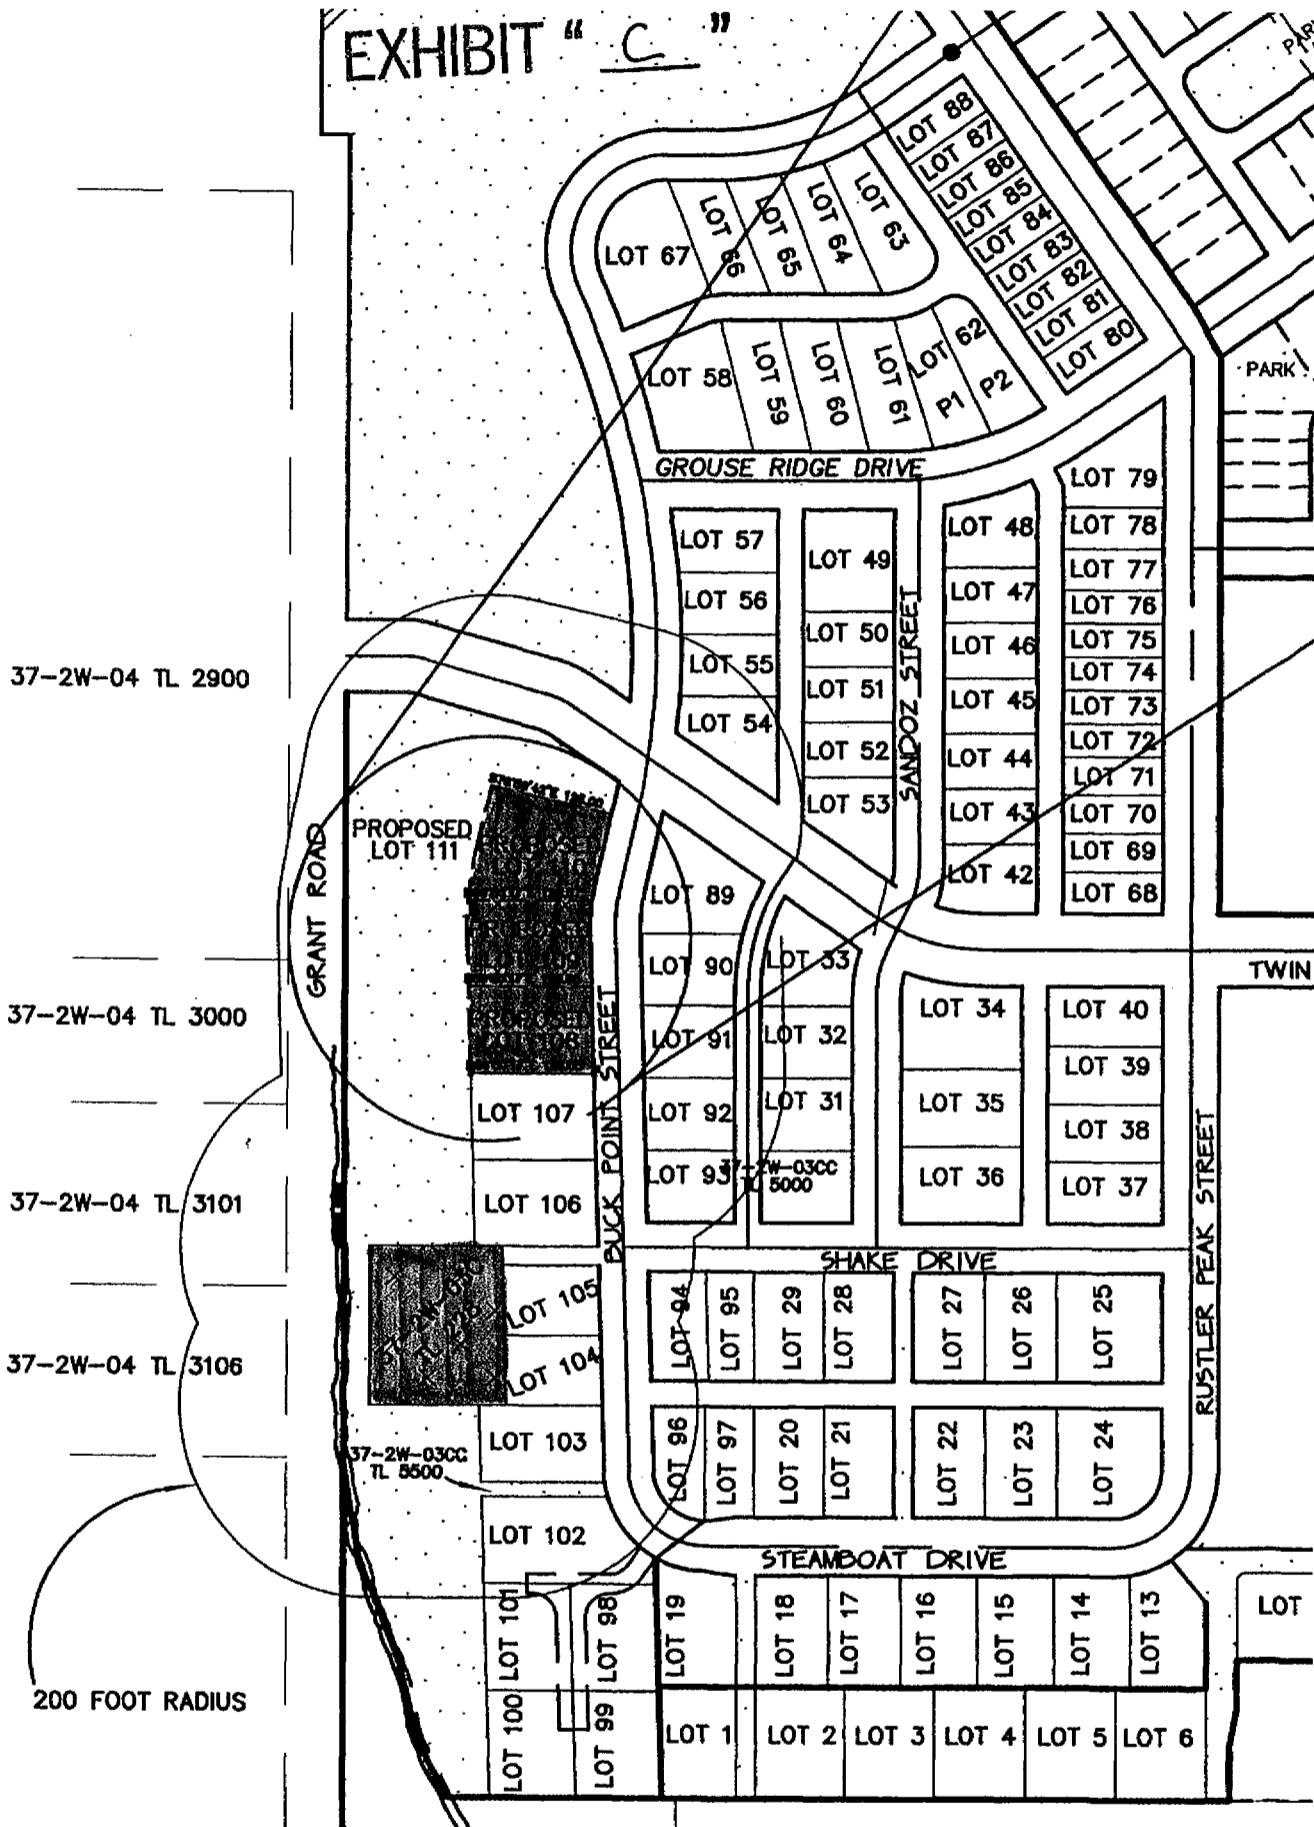 EXHIBIT " C "
PARK
LOT 88
LOT 87
LOT 86
LOT 85
LOT 84
LOT 83
LOT 82
LOT 81
LOT 80
LOT 63
LOT 64
LOT 65
LOT 66
LOT 67
LOT 58
LOT 59
LOT 60
LOT 61
LOT 62
P1
P2
PARK
GROUSE RIDGE DRIVE
LOT 79
LOT 78
LOT 77
LOT 76
LOT 75
LOT 74
LOT 73
LOT 72
LOT 71
LOT 70
LOT 69
LOT 68
LOT 48
LOT 47
LOT 46
LOT 45
LOT 44
LOT 43
LOT 42
SANDOZ STREET
LOT 49
LOT 50
LOT 51
LOT 52
LOT 53
LOT 57
LOT 56
LOT 55
LOT 54
37-2W-04 TL 2900
GRANT ROAD
PROPOSED
LOT 111
PROPOSED
LOT 110
PROPOSED
LOT 109
PROPOSED
LOT 108
LOT 107
LOT 106
LOT 105
LOT 104
LOT 103
LOT 102
LOT 101
LOT 98
LOT 100
LOT 99
BUCK POINT STREET
LOT 89
LOT 90
LOT 91
LOT 92
LOT 93
37-2W-03CC
TL 5000
LOT 33
LOT 32
LOT 31
LOT 34
LOT 35
LOT 36
LOT 40
LOT 39
LOT 38
LOT 37
TWIN
RUSTLER PEAK STREET
37-2W-04 TL 3000
37-2W-04 TL 3101
37-2W-04 TL 3106
37-2W-03CC
TL 5500
SHAKE DRIVE
LOT 94
LOT 95
LOT 29
LOT 28
LOT 27
LOT 26
LOT 25
LOT 96
LOT 97
LOT 20
LOT 21
LOT 22
LOT 23
LOT 24
STEAMBOAT DRIVE
LOT 19
LOT 18
LOT 17
LOT 16
LOT 15
LOT 14
LOT 13
LOT
LOT 1
LOT 2
LOT 3
LOT 4
LOT 5
LOT 6
200 FOOT RADIUS